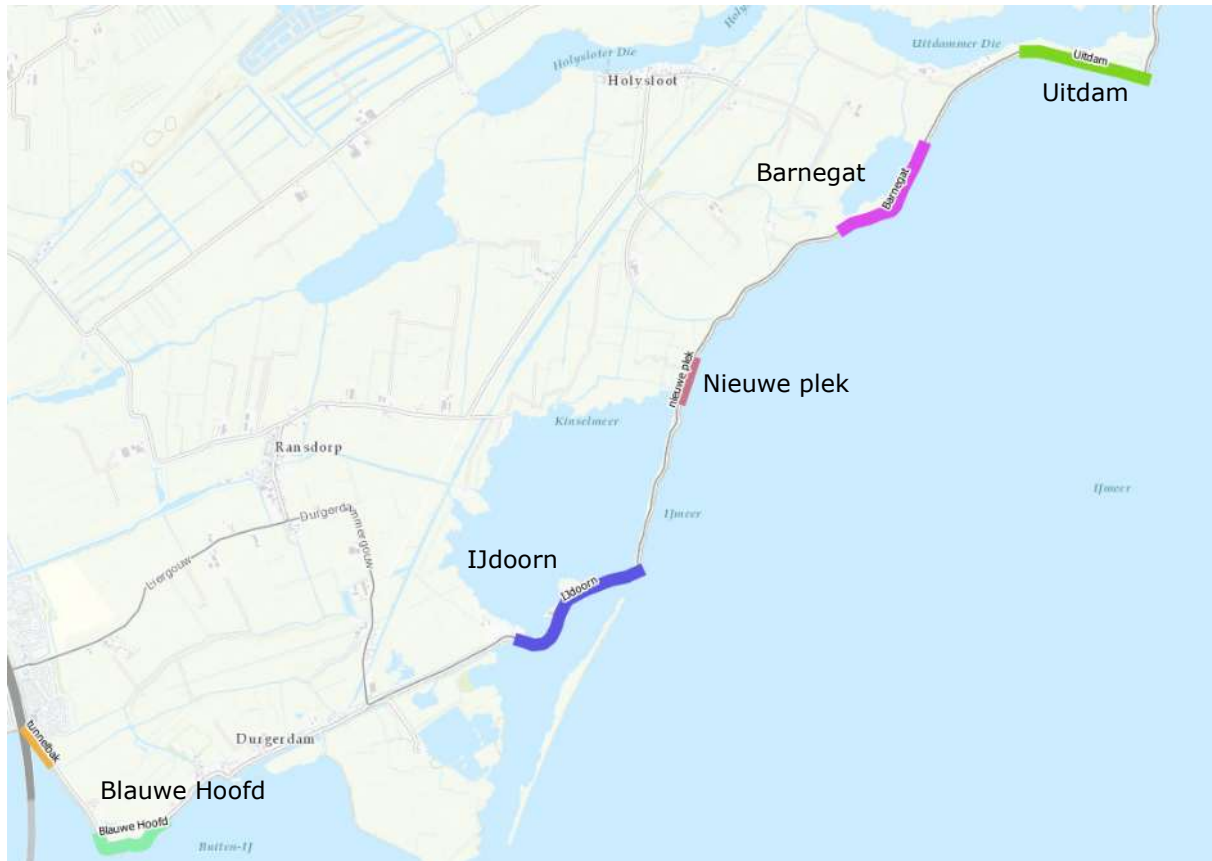 Uitdammer Die
Uitdam
Uitdam
Holysloter Die
Holysloot
Barnegat
Barnegat
nieuwe plek
Nieuwe plek
Kinselmeer
Ransdorp
IJmeer
IJmeer
Durgerdammergouw
Liergouw
IJdoorn
IJdoorn
tunnelbak
Durgerdam
Blauwe Hoofd
Blauwe Hoofd
Buiten-IJ